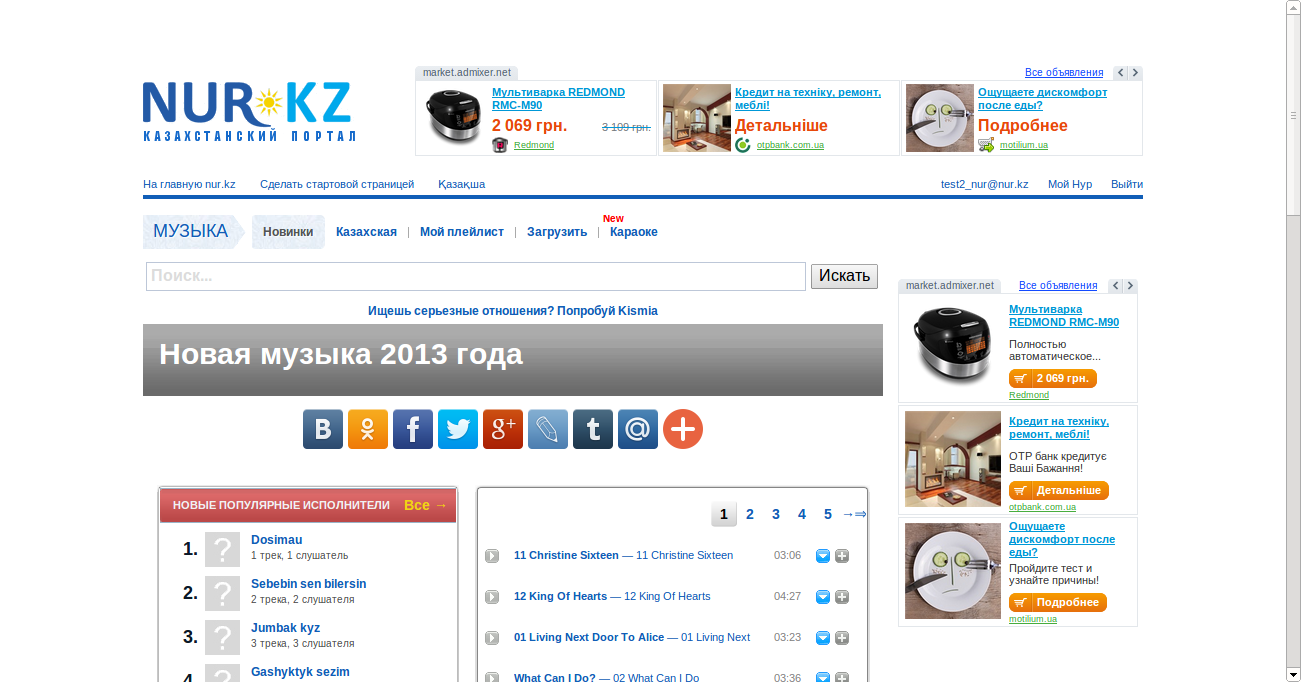 NUR KZ
КАЗАХСТАНСКИЙ ПОРТАЛ
market.admixer.net
Все объявления
Мультиварка REDMOND
RMC-M90
2 069 грн.
3 109 грн.
Redmond
Кредит на техніку, ремонт,
меблі!
Детальніше
otpbank.com.ua
Ощущаете дискомфорт
после еды?
Подробнее
motilium.ua
На главную nur.kz
Сделать стартовой страницей
Қазақша
test2_nur@nur.kz
Мой Нур
Выйти
МУЗЫКА
Новинки
Казахская
Мой плейлист
Загрузить
New
Караоке
Поиск...
Искать
Ищешь серьезные отношения? Попробуй Kismia
Новая музыка 2013 года
НОВЫЕ ПОПУЛЯРНЫЕ ИСПОЛНИТЕЛИ
Все →
1.
Dosimau
1 трек, 1 слушатель
2.
Sebebin sen bilersin
2 трека, 2 слушателя
3.
Jumbak kyz
3 трека, 3 слушателя
4.
Gashyktyk sezim
1 2 3 4 5 →⇒
11 Christine Sixteen — 11 Christine Sixteen 03:06
12 King Of Hearts — 12 King Of Hearts 04:27
01 Living Next Door To Alice — 01 Living Next 03:23
What Can I Do? — 02 What Can I Do 03:36
market.admixer.net
Все объявления
Мультиварка
REDMOND RMC-M90
Полностью
автоматическое...
2 069 грн.
Redmond
Кредит на техніку,
ремонт, меблі!
ОТР банк кредитує
Ваші Бажання!
Детальніше
otpbank.com.ua
Ощущаете
дискомфорт после
еды?
Пройдите тест и
узнайте причины!
Подробнее
motilium.ua